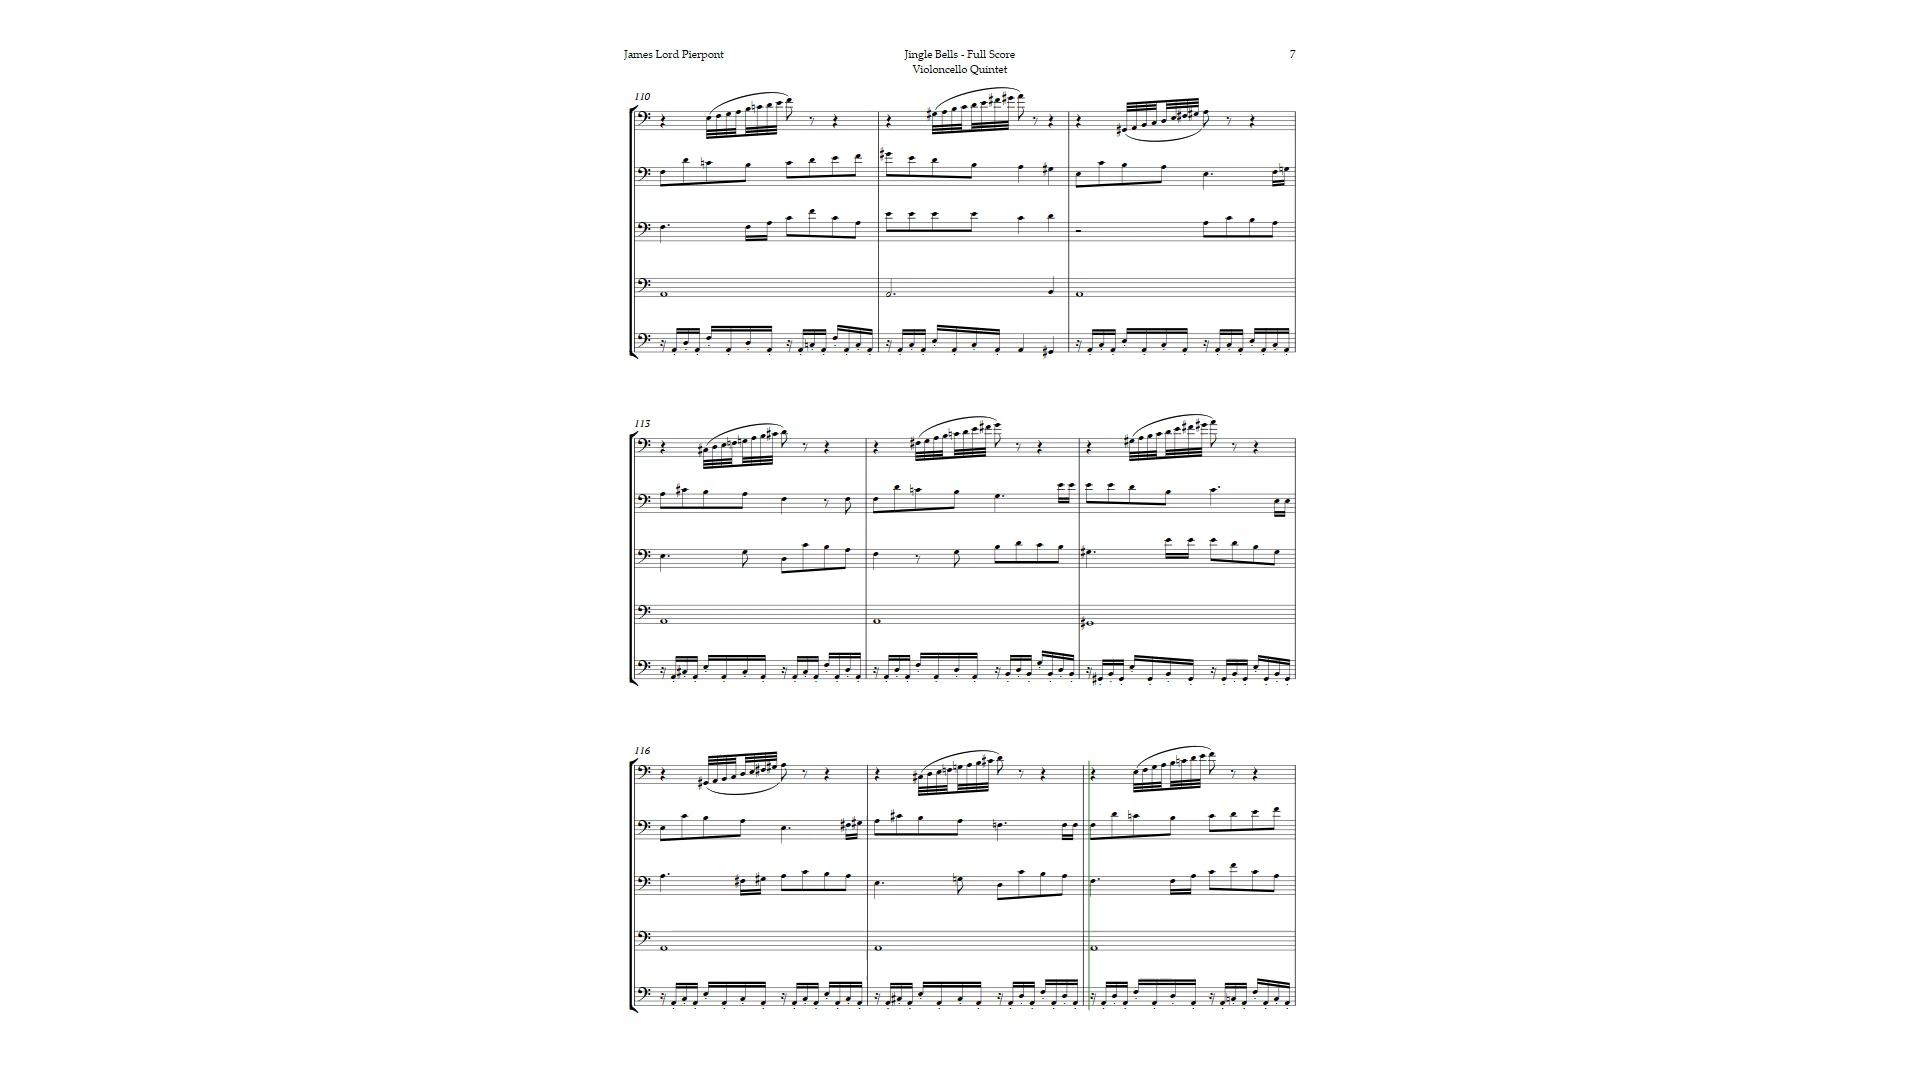 James Lord Pierpont
Jingle Bells - Full Score
Violoncello Quintet
7
110
113
116